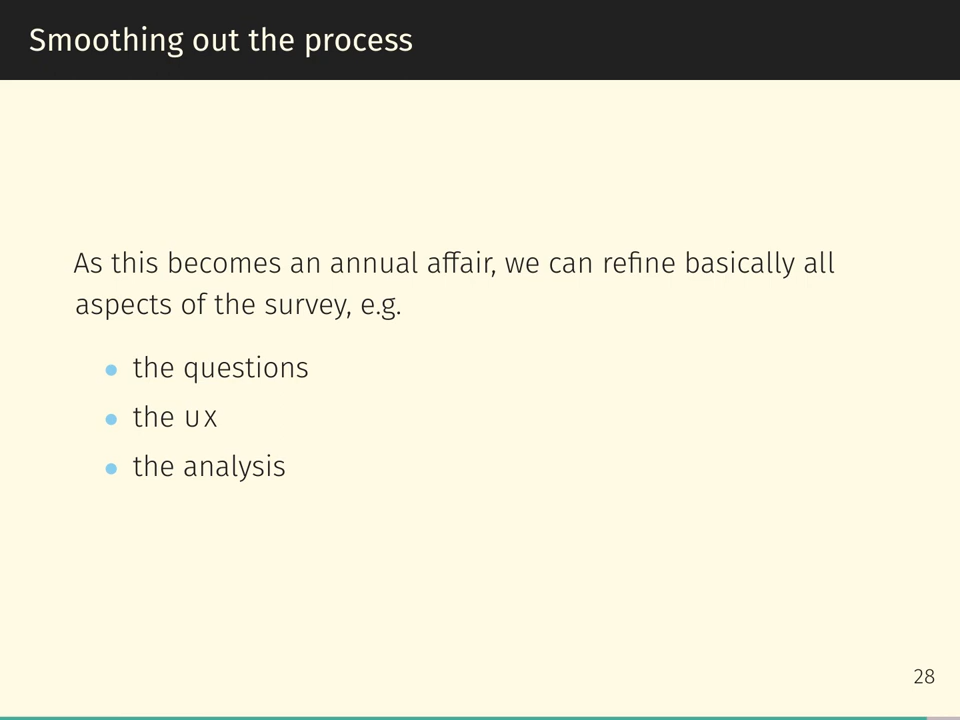 Smoothing out the process
As this becomes an annual affair, we can refine basically all
aspects of the survey, e.g.
• the questions
• the UX
• the analysis
28